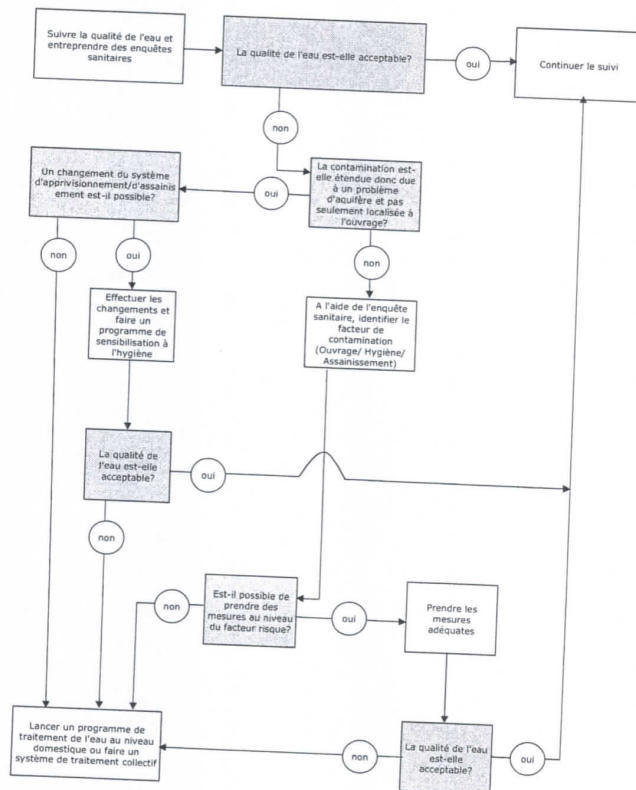 Suivre la qualité de l'eau et
entreprendre des enquêtes
sanitaires
La qualité de l'eau est-elle acceptable?
oui
Continuer le suivi
non
Un changement du système
d'apprivisionnement/d'assainis
ement est-il possible?
oui
La contamination est-
elle étendue donc due
à un problème
d'aquifère et pas
seulement localisée à
l'ouvrage?
non
oui
non
Effectuer les
changements et
faire un
programme de
sensibilisation à
l'hygiène
A l'aide de l'enquête
sanitaire, identifier le
facteur de
contamination
(Ouvrage/ Hygiène/
Assainissement)
La qualité de
l'eau est-elle
acceptable?
oui
non
non
Est-il possible de
prendre des
mesures au niveau
du facteur risque?
oui
Prendre les
mesures
adéquates
Lancer un programme de
traitement de l'eau au niveau
domestique ou faire un
système de traitement collectif
non
La qualité de l'eau
est-elle
acceptable?
oui